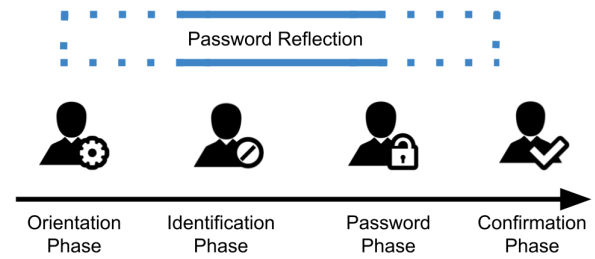 Password Reflection
Orientation Phase
Identification Phase
Password Phase
Confirmation Phase